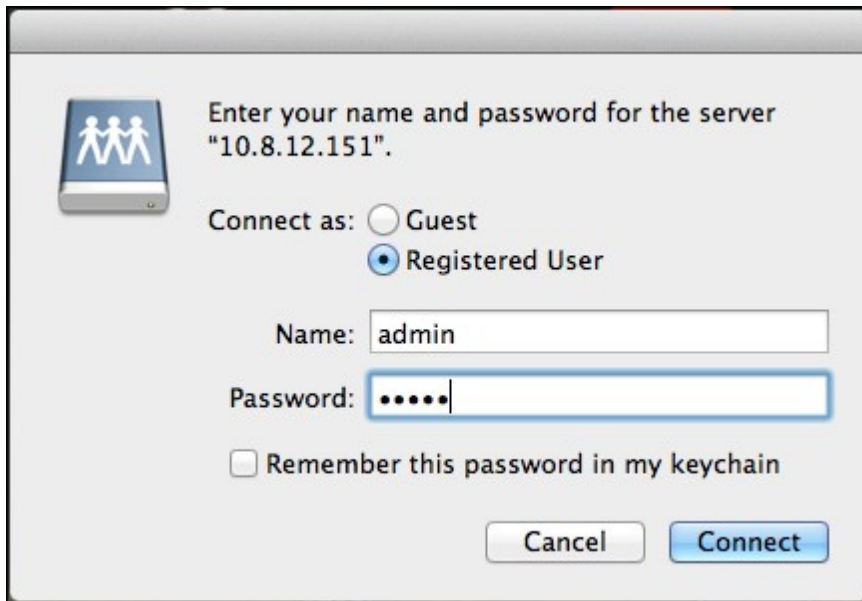 Enter your name and password for the server
“10.8.12.151”.
Connect as: Guest
Registered User
Name: admin
Password: •••••
Remember this password in my keychain
Cancel Connect